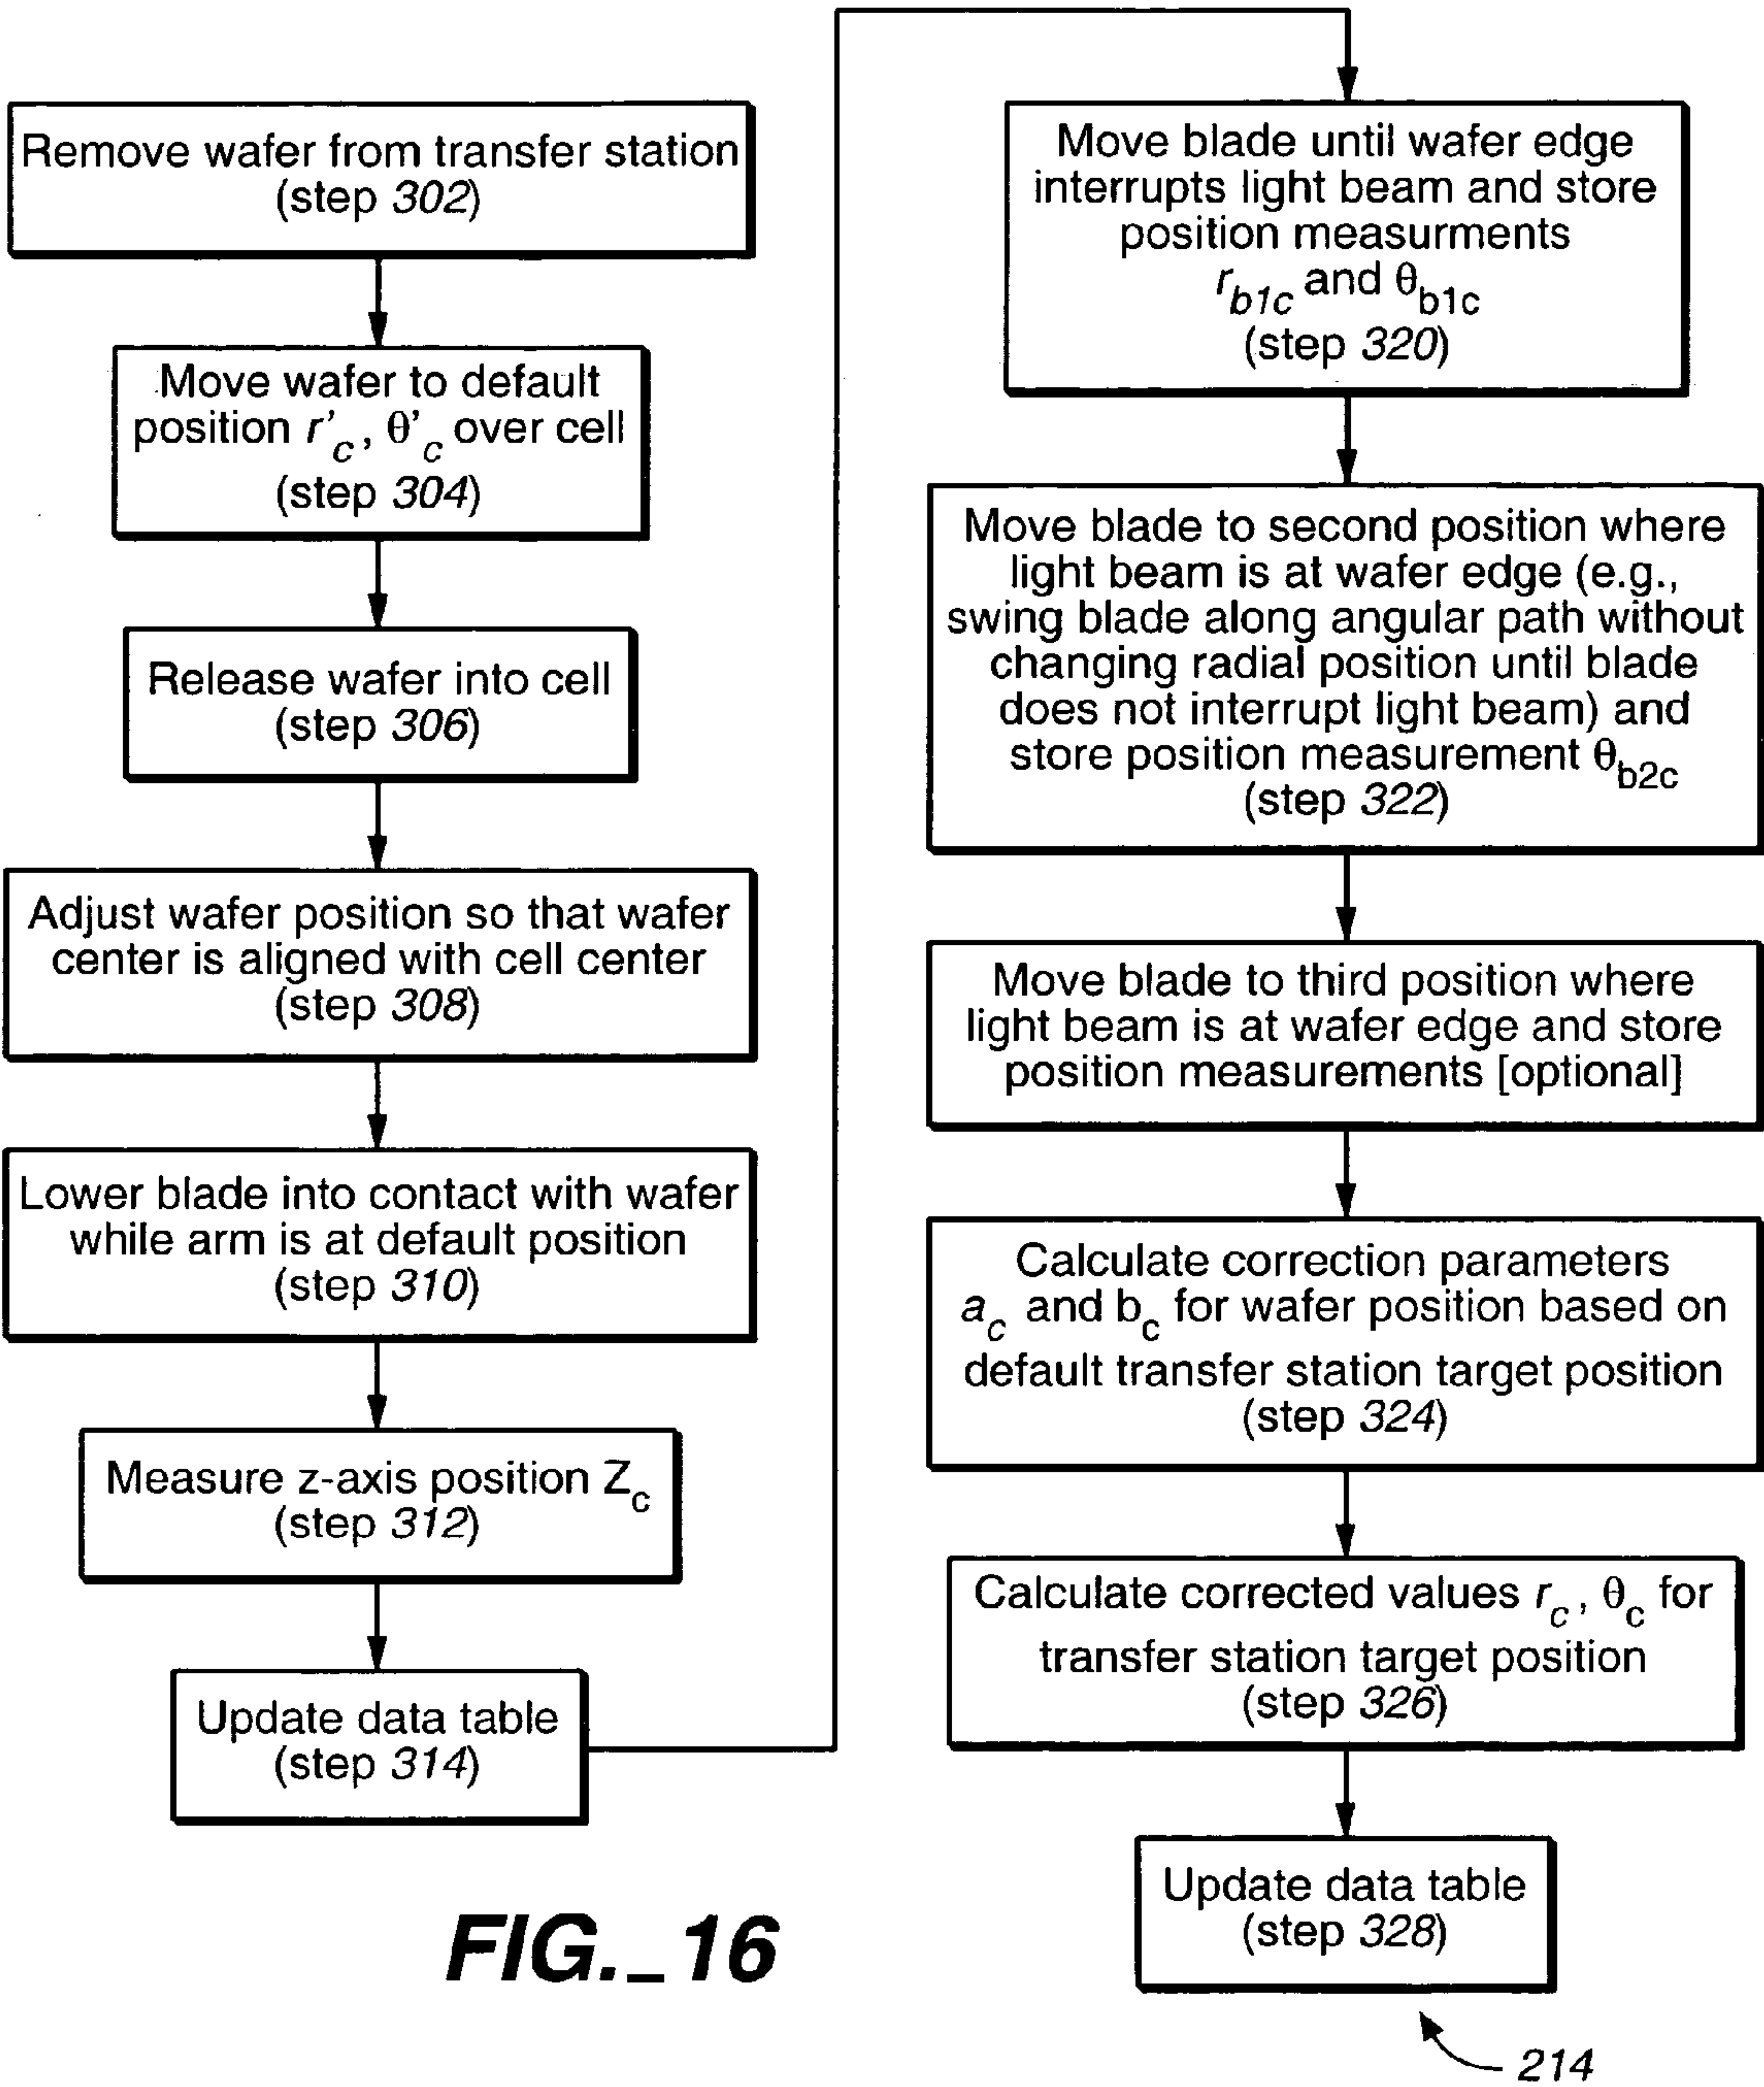 Remove wafer from transfer station
(step 302)
Move wafer to default
position r'c, θ'c over cell
(step 304)
Release wafer into cell
(step 306)
Adjust wafer position so that wafer
center is aligned with cell center
(step 308)
Lower blade into contact with wafer
while arm is at default position
(step 310)
Measure z-axis position Zc
(step 312)
Update data table
(step 314)
Move blade until wafer edge
interrupts light beam and store
position measurments
rb1c and θb1c
(step 320)
Move blade to second position where
light beam is at wafer edge (e.g.,
swing blade along angular path without
changing radial position until blade
does not interrupt light beam) and
store position measurement θb2c
(step 322)
Move blade to third position where
light beam is at wafer edge and store
position measurements [optional]
Calculate correction parameters
ac and bc for wafer position based on
default transfer station target position
(step 324)
Calculate corrected values rc, θc for
transfer station target position
(step 326)
Update data table
(step 328)
FIG._16
214